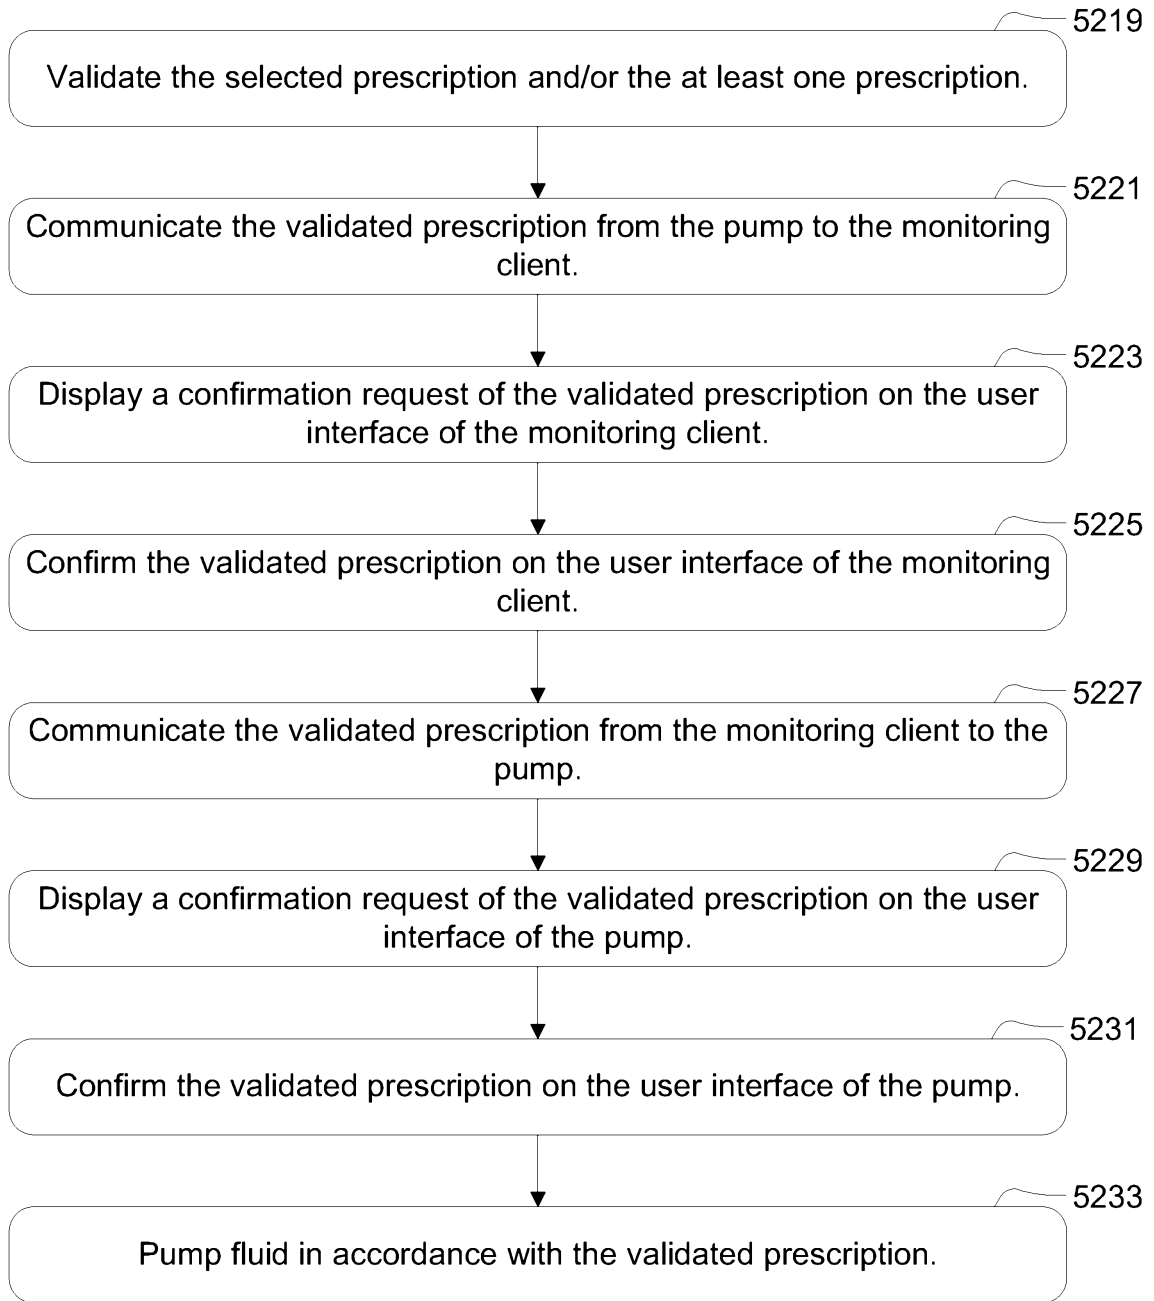 5219
Validate the selected prescription and/or the at least one prescription.
5221
Communicate the validated prescription from the pump to the monitoring
client.
5223
Display a confirmation request of the validated prescription on the user
interface of the monitoring client.
5225
Confirm the validated prescription on the user interface of the monitoring
client.
5227
Communicate the validated prescription from the monitoring client to the
pump.
5229
Display a confirmation request of the validated prescription on the user
interface of the pump.
5231
Confirm the validated prescription on the user interface of the pump.
5233
Pump fluid in accordance with the validated prescription.